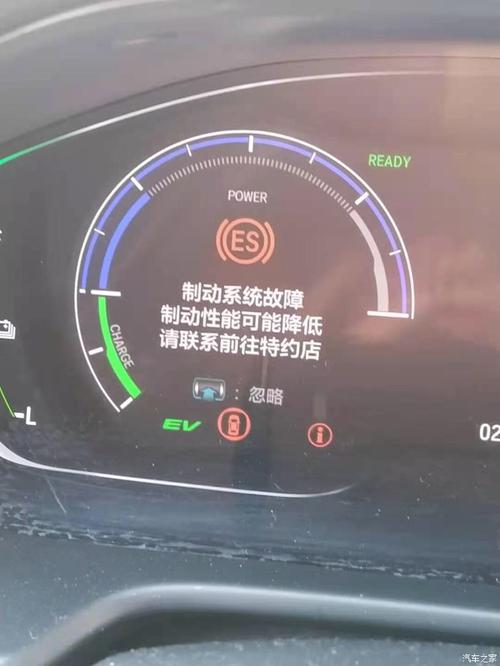 READY
POWER
ES
制动系统故障
制动性能可能降低
请联系前往特约店
CHARGE
：忽略
EV
-L
02
汽车之家